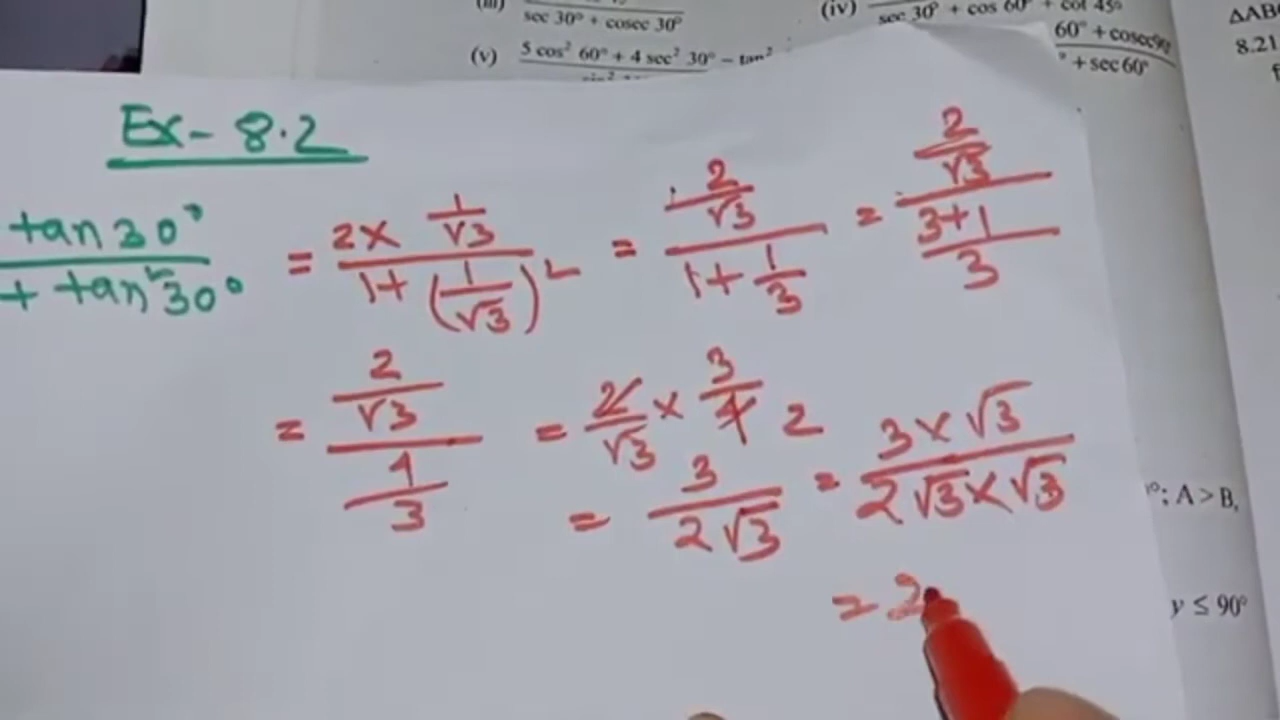 sec 30° + cosec 30°
(iv)
sec 30° + cos 60° + cot 45°
(v) 5 cos² 60° + 4 sec² 30° – tan²
60° + cosec 90°
° + sec 60°
ΔAB
8.21
Ex - 8.2
tan 30° / + tan²30° = 2 × 1/√3 / 1 + (1/√3)² = 2/√3 / 1 + 1/3 = 2/√3 / 3+1/3
= 2/√3 / 4/3 = 2/√3 × 3/4 2
= 3/2√3 = 3 × √3 / 2√3 × √3
°; A > B,
= 2
y ≤ 90°